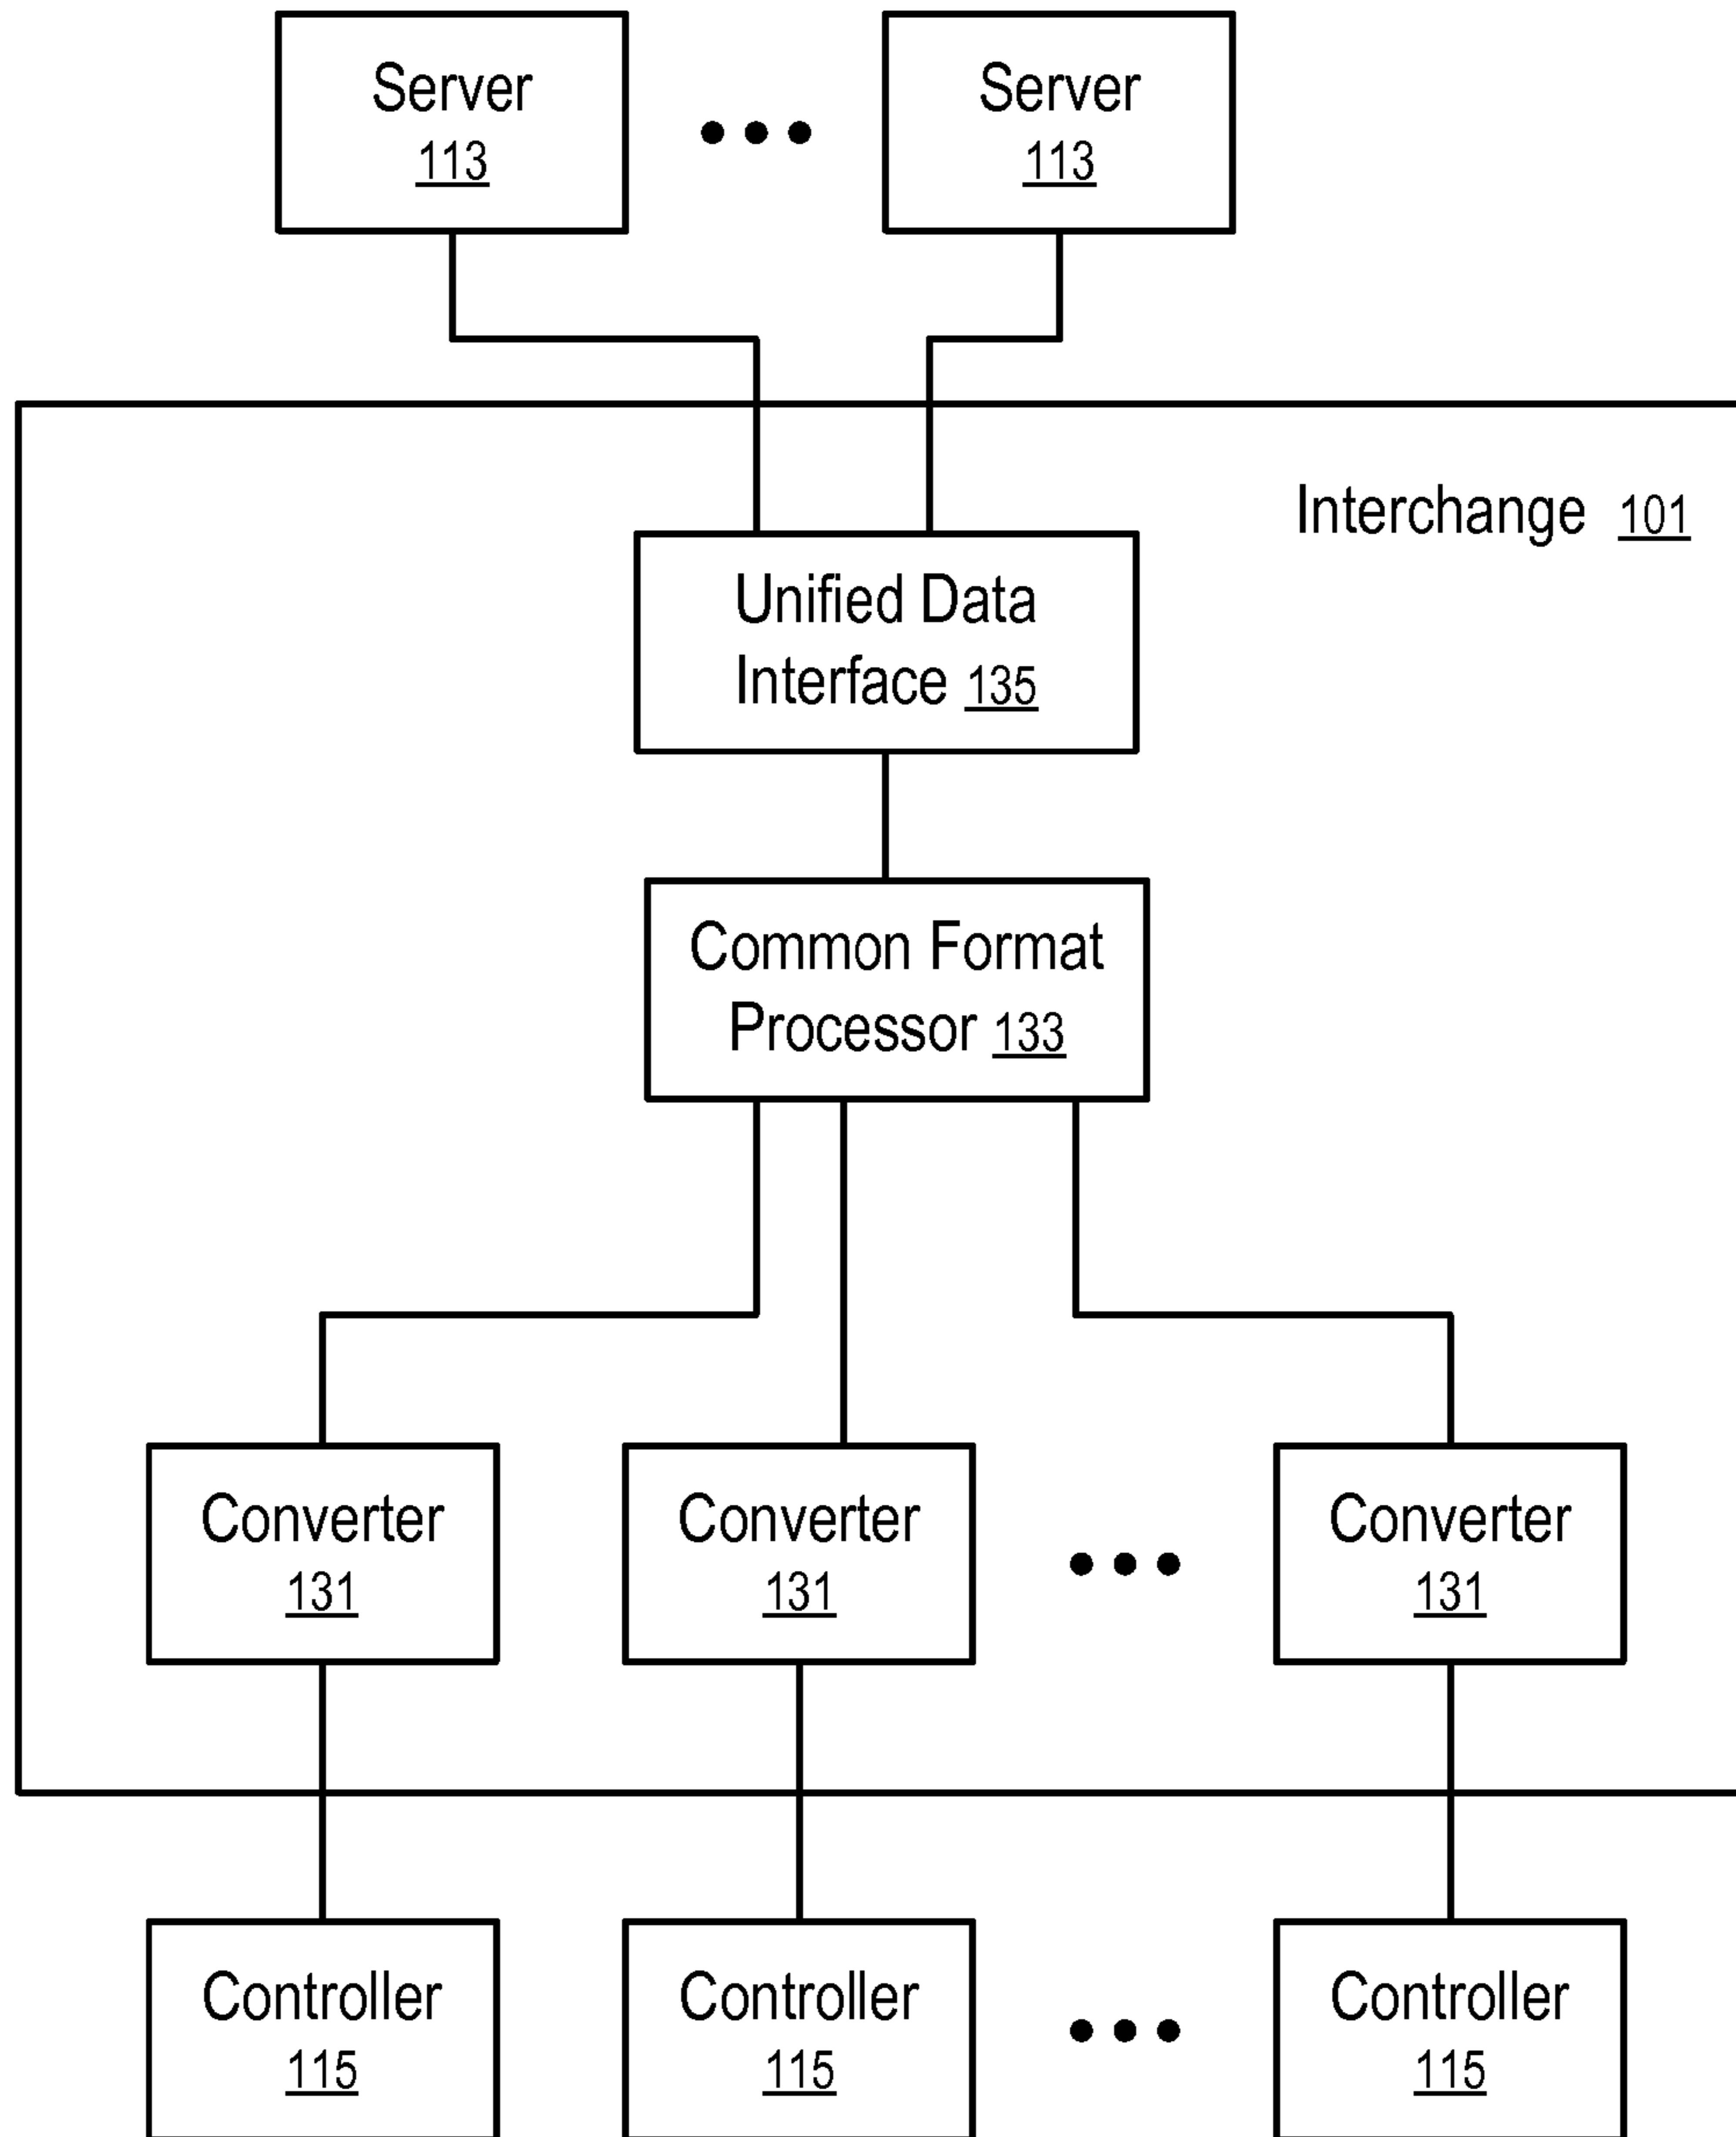 Server
113
Server
113
Interchange 101
Unified Data
Interface 135
Common Format
Processor 133
Converter
131
Converter
131
Converter
131
Controller
115
Controller
115
Controller
115